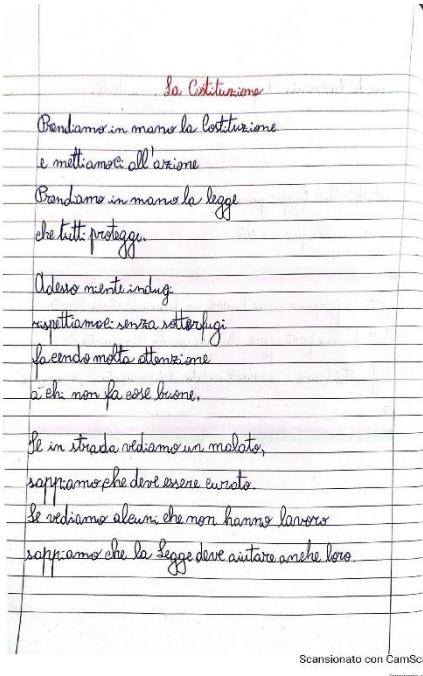 La Costituzione
Prendiamo in mano la Costituzione
e mettiamoci all'azione
Prendiamo in mano la legge
che tutti protegge.
Adesso niente indugi
rispettiamoci senza sotterfugi
facendo molta attenzione
a chi non fa cose buone.
Se in strada vediamo un malato,
sappiamo che deve essere curato.
Se vediamo alcuni che non hanno lavoro
sappiamo che la Legge deve aiutare anche loro.
Scansionato con CamSc